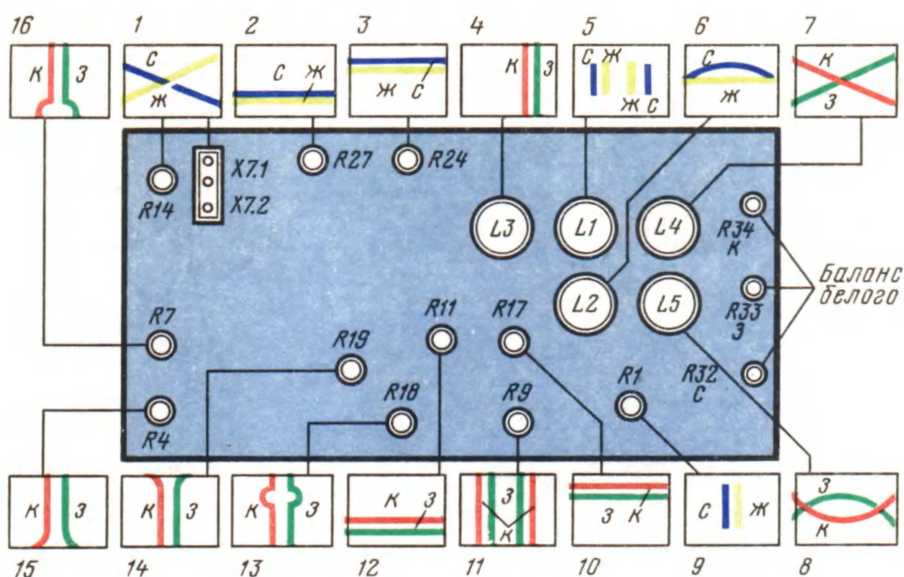 16 1 2 3 4 5 6 7
К З
С Ж
С Ж
Ж С
К З
С Ж Ж С
С Ж
К З
R14
X7.1
X7.2
R27
R24
L3
L1
L4
R34
К
L2
L5
R33
З
Баланс
белого
R7
R19
R11
R17
R32
С
R4
R18
R9
R1
К З
К З
К З
К З
З К
З К
С Ж
З К
15 14 13 12 11 10 9 8